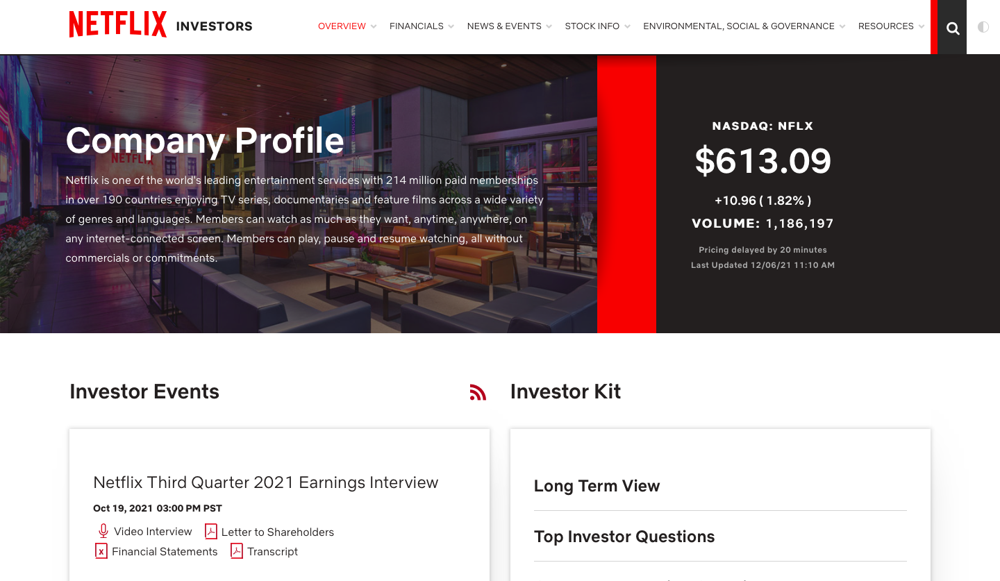 NETFLIX INVESTORS
OVERVIEW FINANCIALS NEWS & EVENTS STOCK INFO ENVIRONMENTAL, SOCIAL & GOVERNANCE RESOURCES
Company Profile
NETFLIX
Netflix is one of the world's leading entertainment services with 214 million paid memberships
in over 190 countries enjoying TV series, documentaries and feature films across a wide variety
of genres and languages. Members can watch as much as they want, anytime, anywhere, on
any internet-connected screen. Members can play, pause and resume watching, all without
commercials or commitments.
NASDAQ: NFLX
$613.09
+10.96 ( 1.82% )
VOLUME: 1,186,197
Pricing delayed by 20 minutes
Last Updated 12/06/21 11:10 AM
Investor Events
Netflix Third Quarter 2021 Earnings Interview
Oct 19, 2021 03:00 PM PST
Video Interview Letter to Shareholders
Financial Statements Transcript
Investor Kit
Long Term View
Top Investor Questions